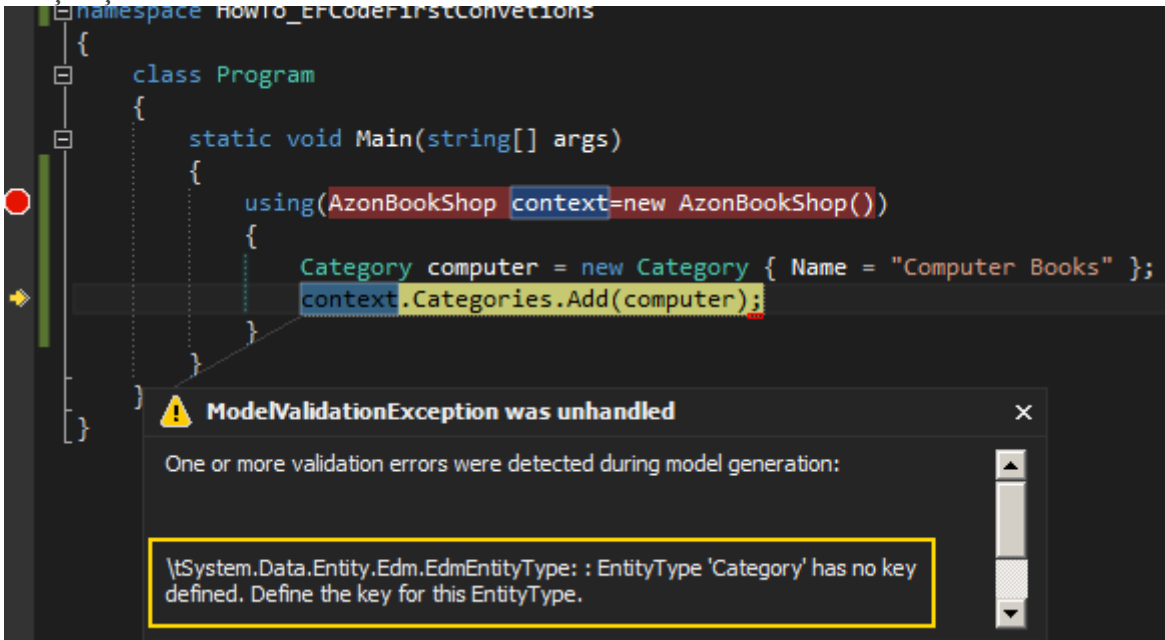 namespace HowTo_EFCodeFirstConvetions
{
class Program
{
static void Main(string[] args)
{
using(AzonBookShop context=new AzonBookShop())
{
Category computer = new Category { Name = "Computer Books" };
context.Categories.Add(computer);
}
}
}
}
ModelValidationException was unhandled
One or more validation errors were detected during model generation:
\tSystem.Data.Entity.Edm.EdmEntityType: : EntityType 'Category' has no key
defined. Define the key for this EntityType.